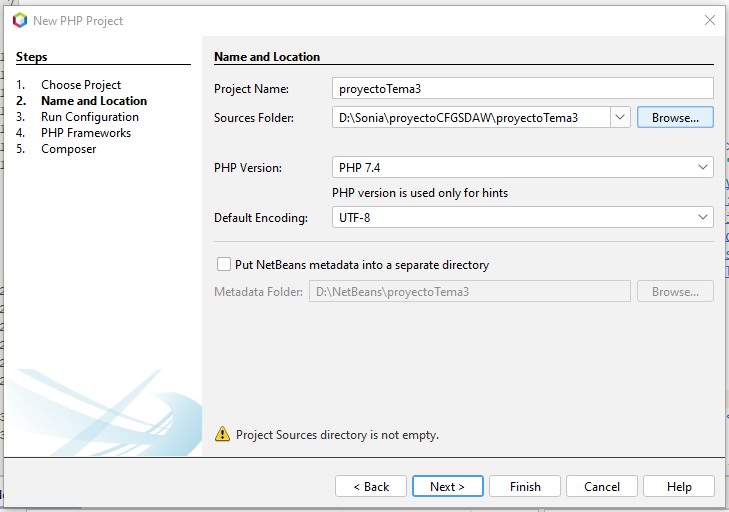 New PHP Project
Steps
1. Choose Project
2. Name and Location
3. Run Configuration
4. PHP Frameworks
5. Composer
Name and Location
Project Name: proyectoTema3
Sources Folder: D:\Sonia\proyectoCFGSDAW\proyectoTema3 Browse...
PHP Version: PHP 7.4
PHP version is used only for hints
Default Encoding: UTF-8
Put NetBeans metadata into a separate directory
Metadata Folder: D:\NetBeans\proyectoTema3 Browse...
Project Sources directory is not empty.
< Back Next > Finish Cancel Help